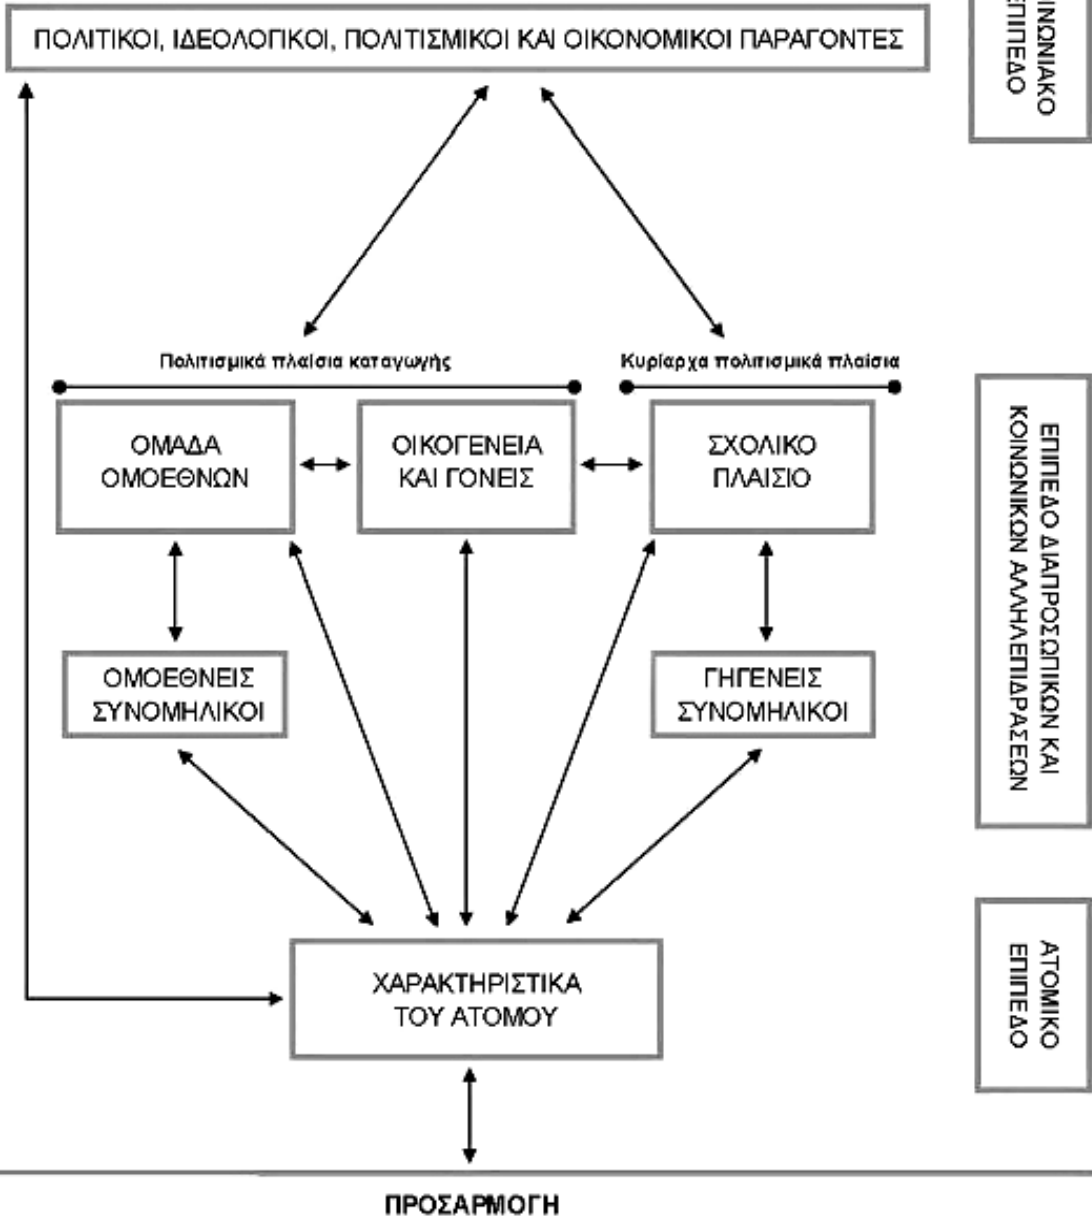 ΠΟΛΙΤΙΚΟΙ, ΙΔΕΟΛΟΓΙΚΟΙ, ΠΟΛΙΤΙΣΜΙΚΟΙ ΚΑΙ ΟΙΚΟΝΟΜΙΚΟΙ ΠΑΡΑΓΟΝΤΕΣ
ΙΝΩΝΙΑΚΟ
ΕΠΙΠΕΔΟ
Πολιτισμικά πλαίσια καταγωγής
Κυρίαρχα πολιτισμικά πλαίσια
ΟΜΑΔΑ
ΟΜΟΕΘΝΩΝ
ΟΙΚΟΓΕΝΕΙΑ
ΚΑΙ ΓΟΝΕΙΣ
ΣΧΟΛΙΚΟ
ΠΛΑΙΣΙΟ
ΕΠΙΠΕΔΟ ΔΙΑΠΡΟΣΩΠΙΚΩΝ ΚΑΙ
ΚΟΙΝΩΝΙΚΩΝ ΑΛΛΗΛΕΠΙΔΡΑΣΕΩΝ
ΟΜΟΕΘΝΕΙΣ
ΣΥΝΟΜΗΛΙΚΟΙ
ΓΗΓΕΝΕΙΣ
ΣΥΝΟΜΗΛΙΚΟΙ
ΧΑΡΑΚΤΗΡΙΣΤΙΚΑ
ΤΟΥ ΑΤΟΜΟΥ
ΑΤΟΜΙΚΟ
ΕΠΙΠΕΔΟ
ΠΡΟΣΑΡΜΟΓΗ